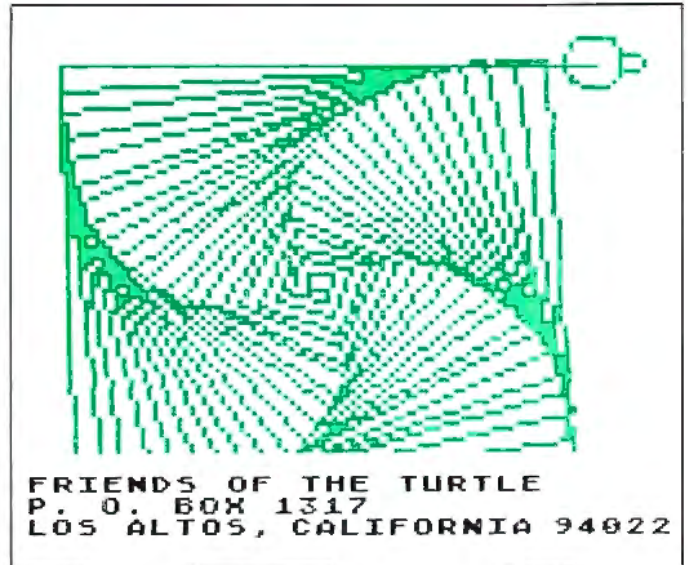 FRIENDS OF THE TURTLE
P. O. BOX 1317
LOS ALTOS, CALIFORNIA 94022